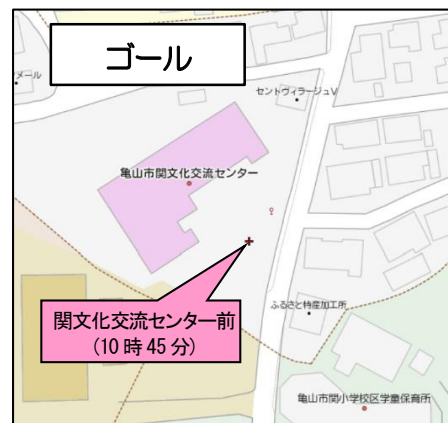 ゴール
メール
セントヴィラージュV
亀山市関文化交流センター
関文化交流センター前
(10時45分)
ふるさと特産加工所
亀山市関小学校区学童保育所